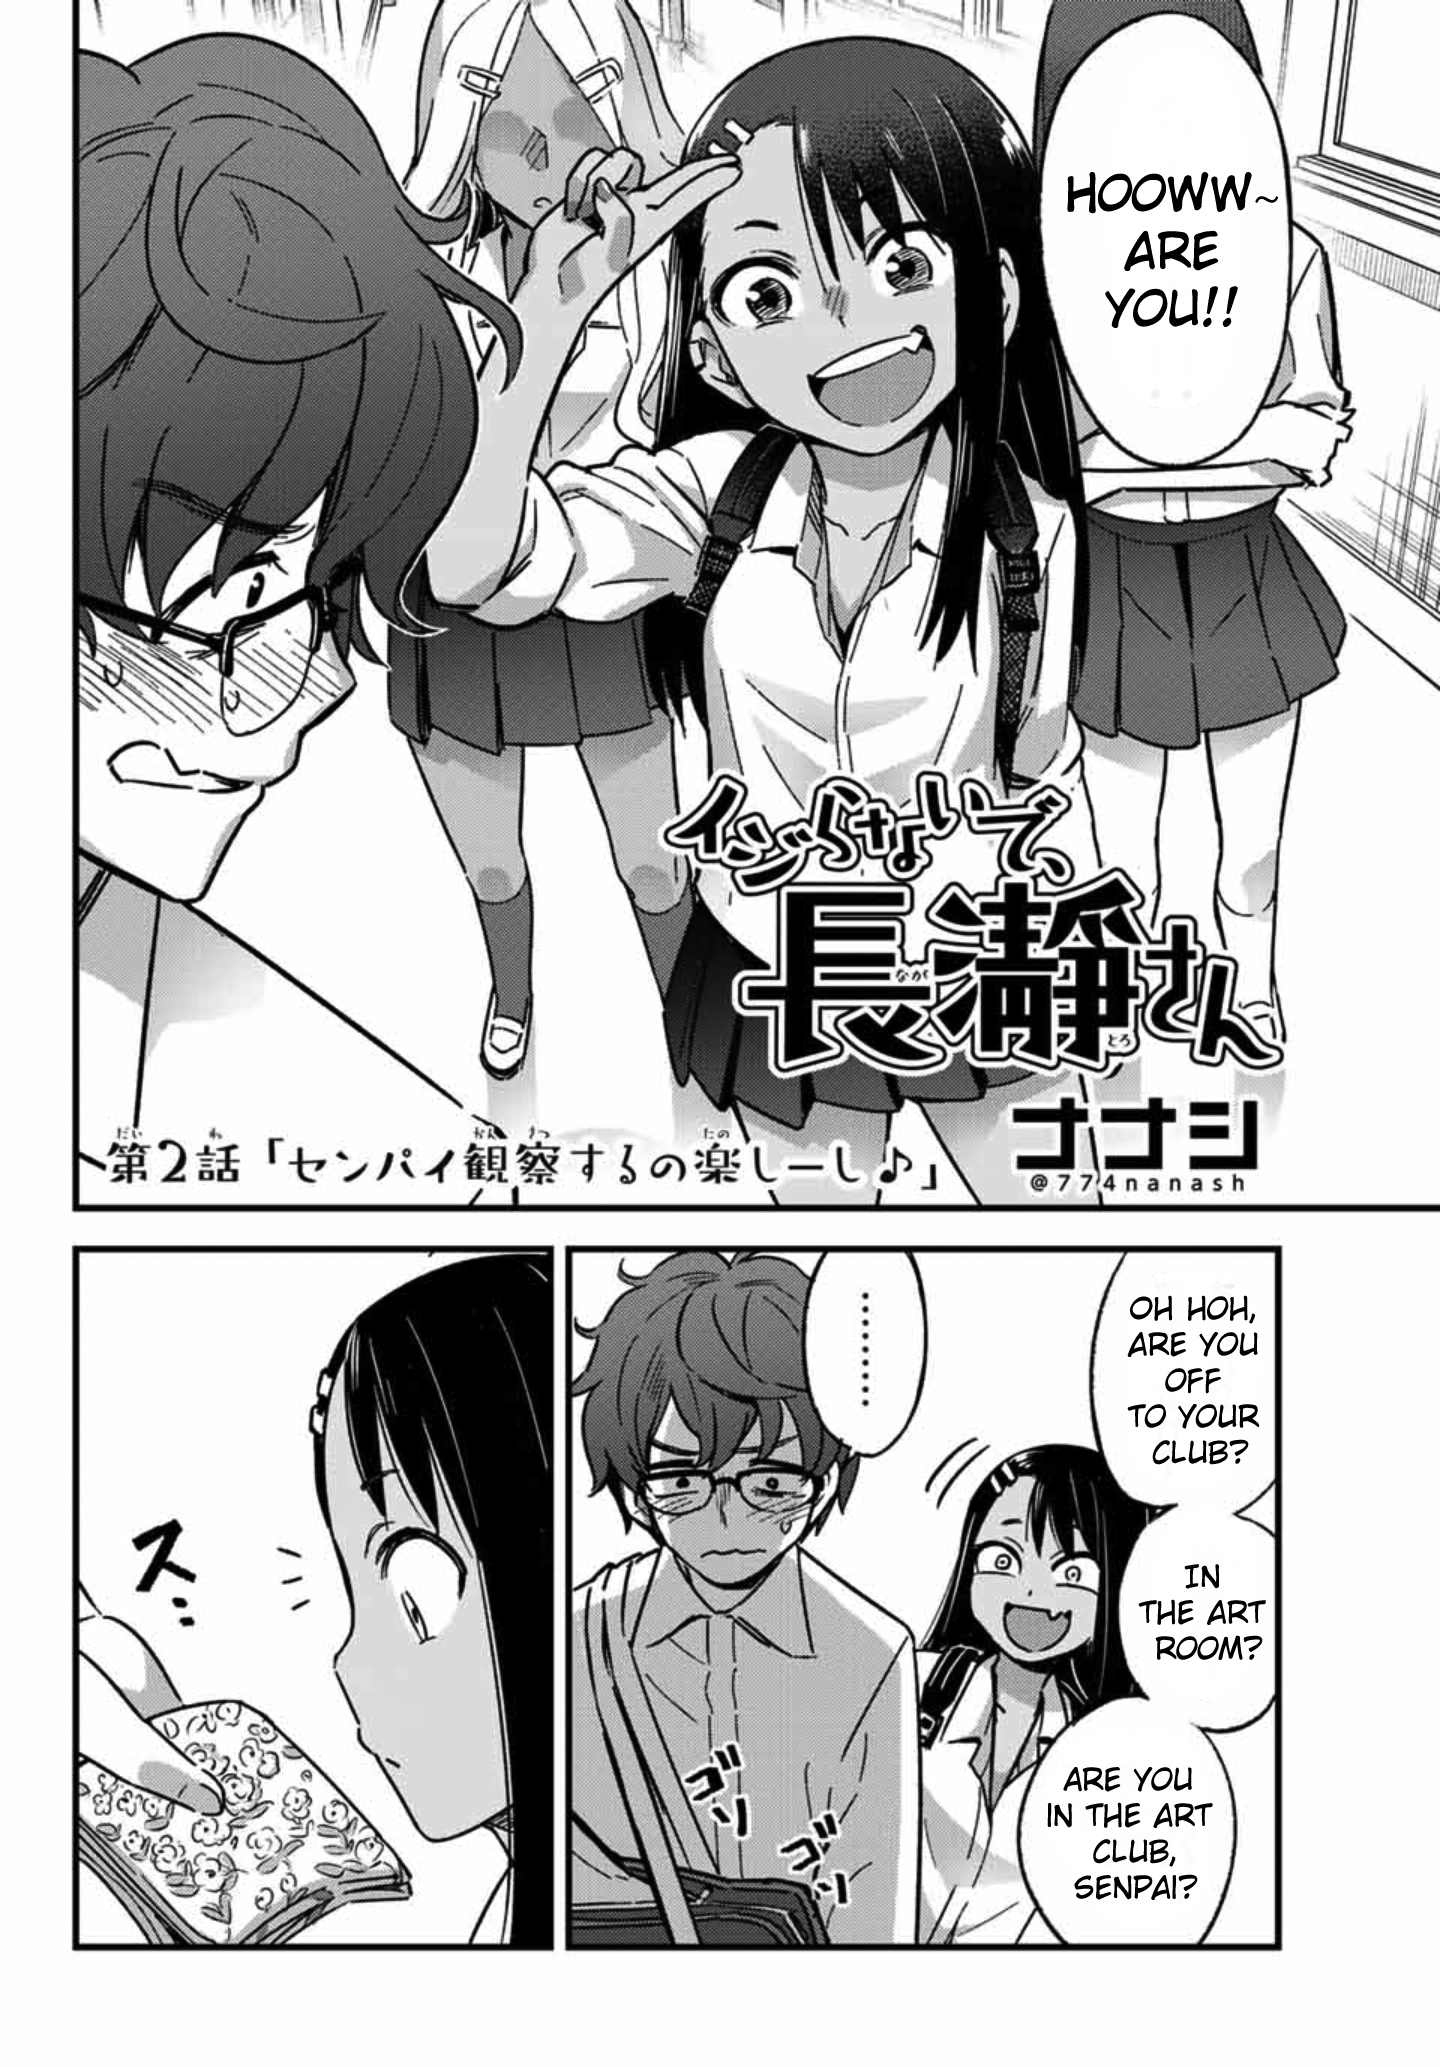 HOOWW~
ARE
YOU!!
イジらないで、
長瀞さん
なが
とろ
ナナシ
@774nanash
だい わ かん さつ たの
第2話「センパイ観察するの楽しーし♪」
OH HOH,
ARE YOU
OFF
TO YOUR
CLUB?
IN
THE ART
ROOM?
ARE YOU
IN THE ART
CLUB,
SENPAI?
………
ゴソ
ゴソ
ス…